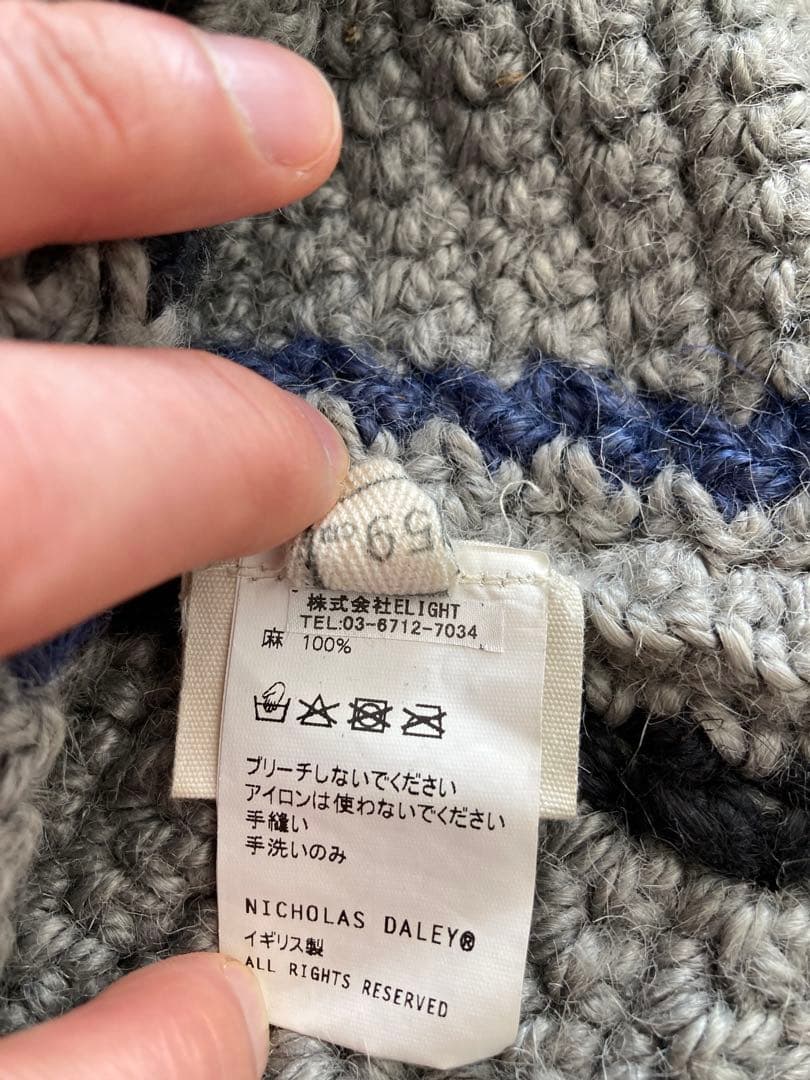 59cm
株式会社ELIGHT
TEL:03-6712-7034
麻 100%
ブリーチしないでください
アイロンは使わないでください
手縫い
手洗いのみ
NICHOLAS DALEY®
イギリス製
ALL RIGHTS RESERVED